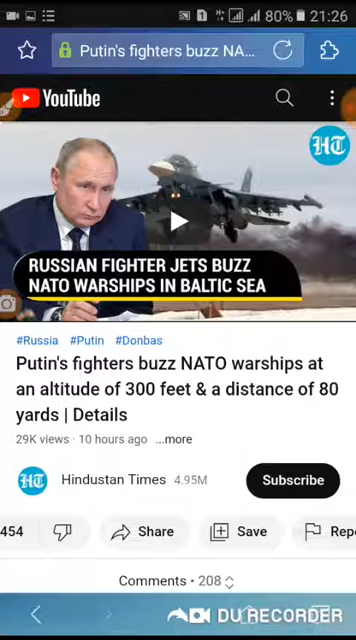 80% 21:26
Putin's fighters buzz NA...
YouTube
HT
RUSSIAN FIGHTER JETS BUZZ
NATO WARSHIPS IN BALTIC SEA
#Russia #Putin #Donbas
Putin's fighters buzz NATO warships at
an altitude of 300 feet & a distance of 80
yards | Details
29K views · 10 hours ago ...more
HT Hindustan Times 4.95M Subscribe
454 Share Save Repo
Comments • 208
DU RECORDER